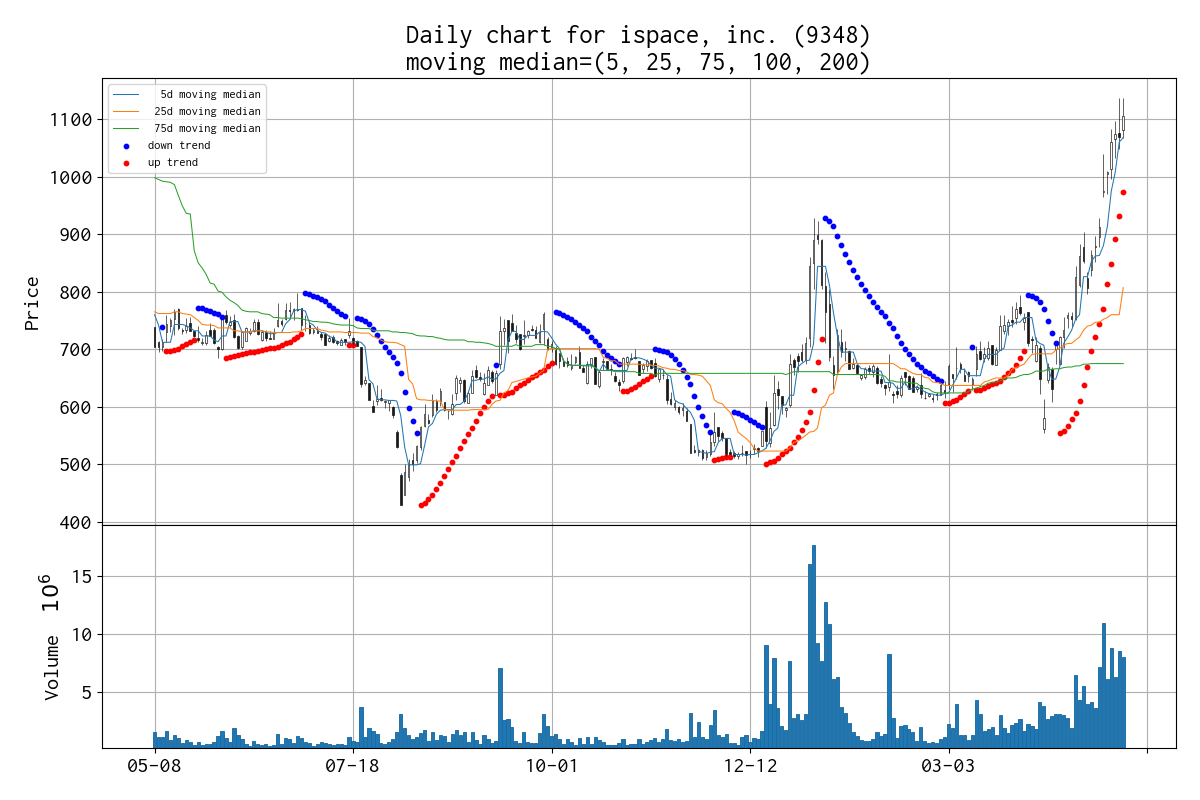 Daily chart for ispace, inc. (9348)
moving median=(5, 25, 75, 100, 200)
5d moving median
25d moving median
75d moving median
down trend
up trend
Price
1100
1000
900
800
700
600
500
400
Volume 10^6
15
10
5
05-08
07-18
10-01
12-12
03-03